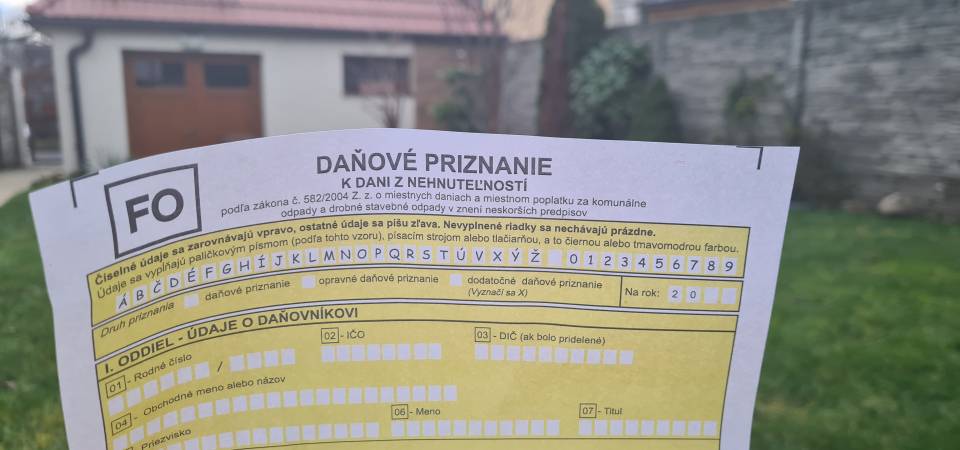 FO
DAŇOVÉ PRIZNANIE
K DANI Z NEHNUTEĽNOSTÍ
podľa zákona č. 582/2004 Z. z. o miestnych daniach a miestnom poplatku za komunálne
odpady a drobné stavebné odpady v znení neskorších predpisov
Číselné údaje sa zarovnávajú vpravo, ostatné údaje sa píšu zľava. Nevyplnené riadky sa nechávajú prázdne.
Údaje sa vypĺňajú paličkovým písmom (podľa tohto vzoru), písacím strojom alebo tlačiarňou, a to čiernou alebo tmavomodrou farbou.
Á B Č D É F G H Í J K L M N O P Q R S T Ú V X Ý Ž 0 1 2 3 4 5 6 7 8 9
Druh priznania daňové priznanie opravné daňové priznanie dodatočné daňové priznanie Na rok: 2 0
(Vyznačí sa X)
I. ODDIEL - ÚDAJE O DAŇOVNÍKOVI
01 - Rodné číslo / 02 - IČO 03 - DIČ (ak bolo pridelené)
04 - Obchodné meno alebo názov
Priezvisko 06 - Meno 07 - Titul